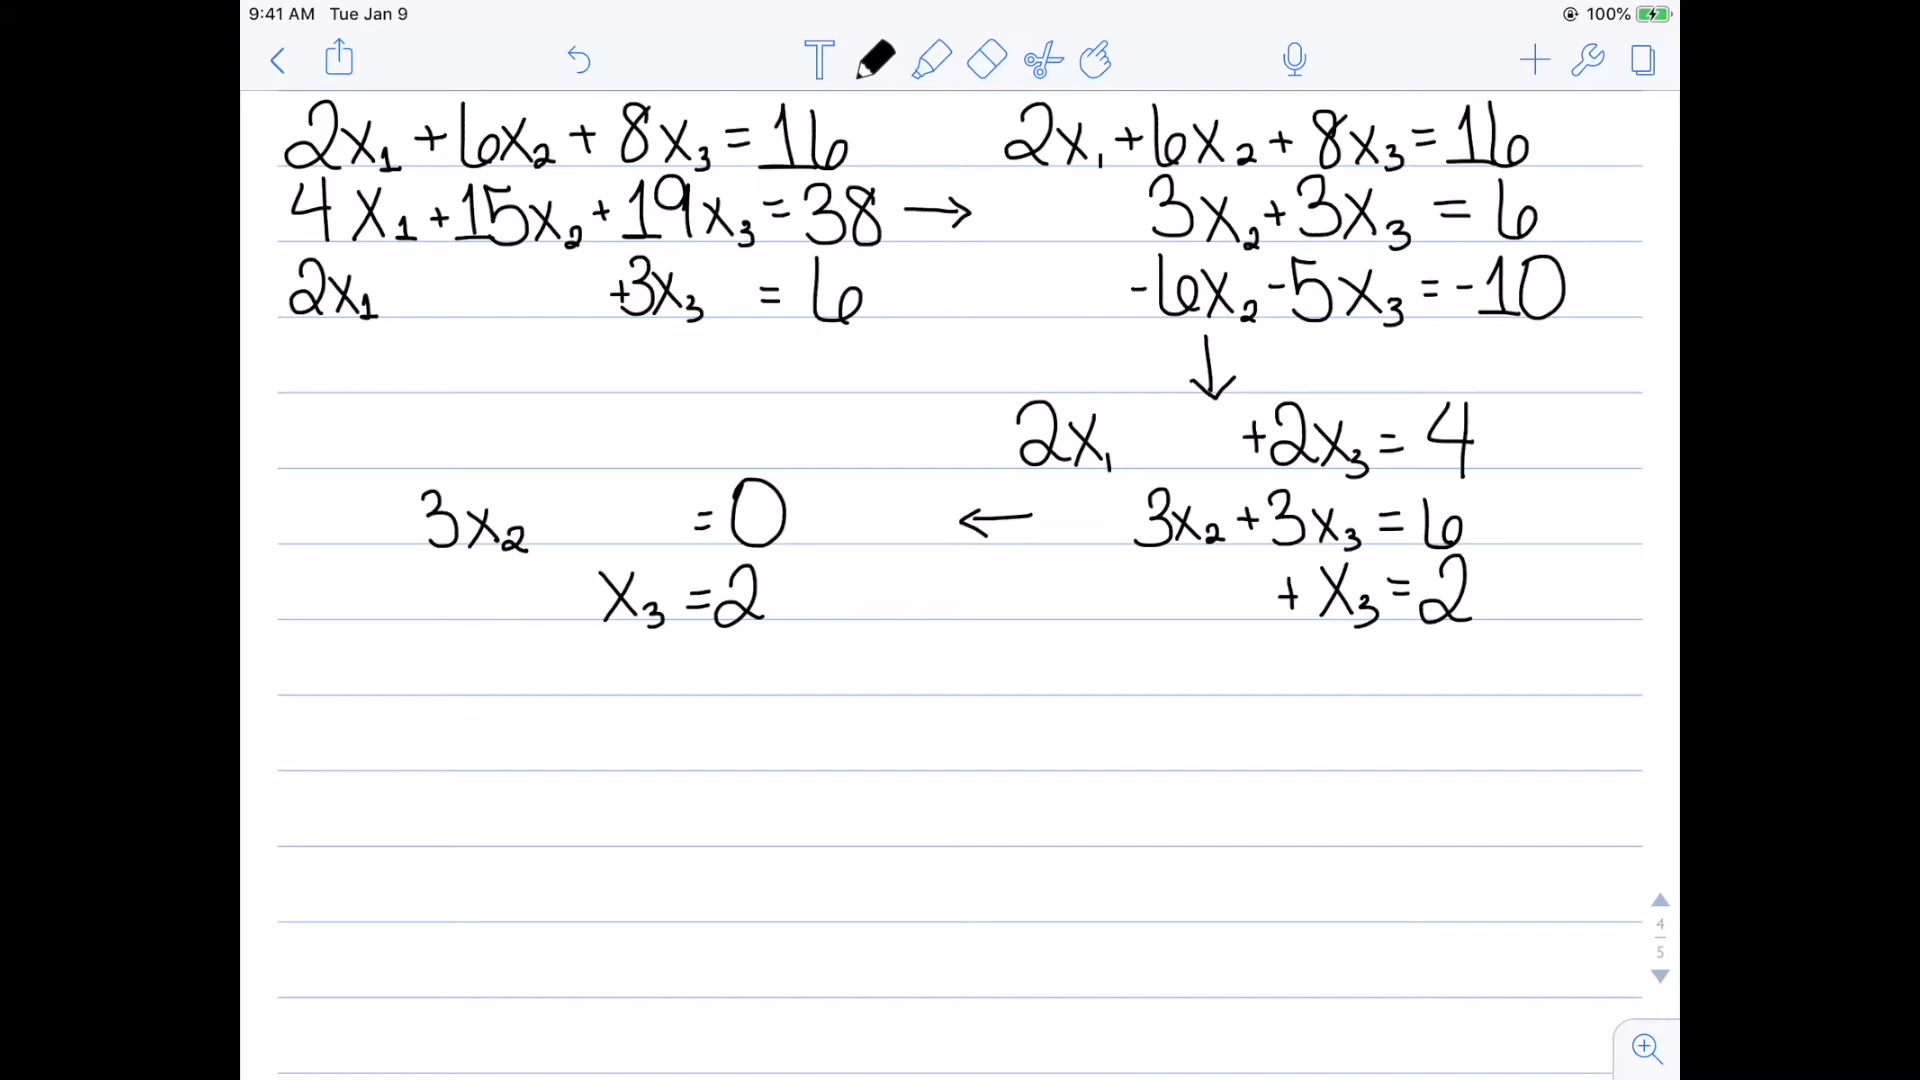 9:41 AM Tue Jan 9 100%
T
2x₁ + 6x₂ + 8x₃ = 16
4x₁ + 15x₂ + 19x₃ = 38 →
2x₁ + 3x₃ = 6
2x₁ + 6x₂ + 8x₃ = 16
3x₂ + 3x₃ = 6
-6x₂ - 5x₃ = -10
↓
2x₁ + 2x₃ = 4
← 3x₂ + 3x₃ = 6
+ x₃ = 2
3x₂ = 0
x₃ = 2
4
5